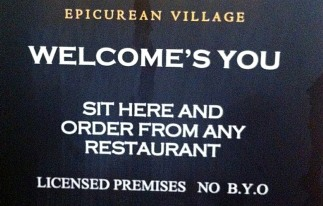 EPICUREAN VILLAGE
WELCOME'S YOU
SIT HERE AND
ORDER FROM ANY
RESTAURANT
LICENSED PREMISES NO B.Y.O